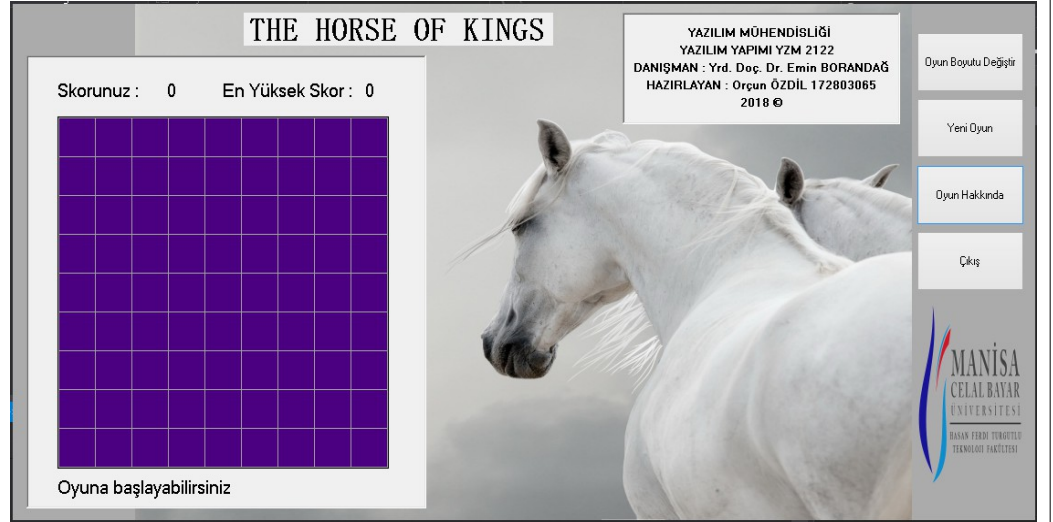 THE HORSE OF KINGS
YAZILIM MÜHENDİSLİĞİ
YAZILIM YAPIMI YZM 2122
DANIŞMAN : Yrd. Doç. Dr. Emin BORANDAĞ
HAZIRLAYAN : Orçun ÖZDİL 172803065
2018 ©
Skorunuz : 0 En Yüksek Skor : 0
Oyuna başlayabilirsiniz
Oyun Boyutu Değiştir
Yeni Oyun
Oyun Hakkında
Çıkış
MANİSA
CELAL BAYAR
ÜNİVERSİTESİ
HASAN FERDİ TURGUTLU
TEKNOLOJİ FAKÜLTESİ